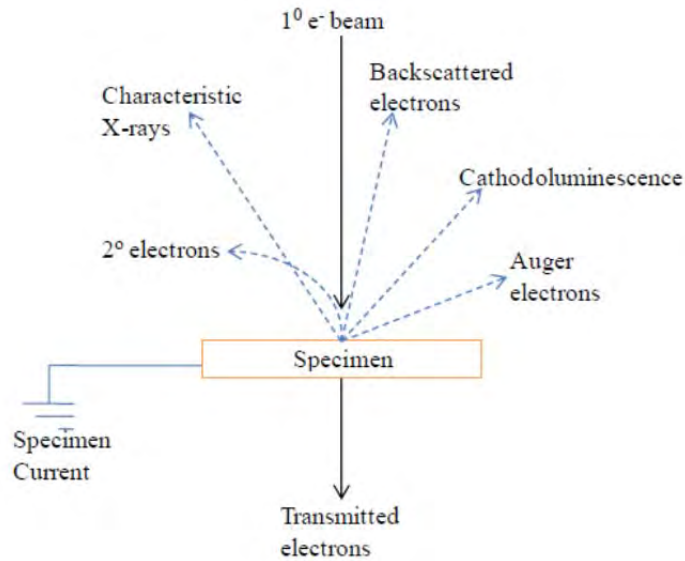 1⁰ e⁻ beam
Backscattered
electrons
Characteristic
X-rays
Cathodoluminescence
2º electrons
Auger
electrons
Specimen
Specimen
Current
Transmitted
electrons